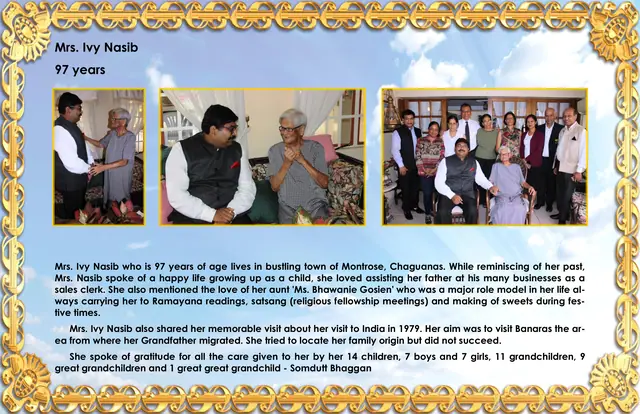 Mrs. Ivy Nasib
97 years
Mrs. Ivy Nasib who is 97 years of age lives in bustling town of Montrose, Chaguanas. While reminiscing of her past,
Mrs. Nasib spoke of a happy life growing up as a child, she loved assisting her father at his many businesses as a
sales clerk. She also mentioned the love of her aunt 'Ms. Bhawanie Gosien' who was a major role model in her life al-
ways carrying her to Ramayana readings, satsang (religious fellowship meetings) and making of sweets during fes-
tive times.
Mrs. Ivy Nasib also shared her memorable visit about her visit to India in 1979. Her aim was to visit Banaras the ar-
ea from where her Grandfather migrated. She tried to locate her family origin but did not succeed.
She spoke of gratitude for all the care given to her by her 14 children, 7 boys and 7 girls, 11 grandchildren, 9
great grandchildren and 1 great great grandchild - Somdutt Bhaggan